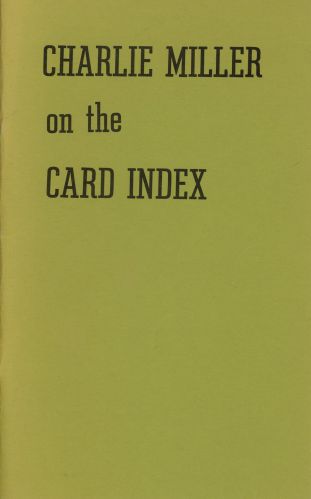 CHARLIE MILLER
on the
CARD INDEX